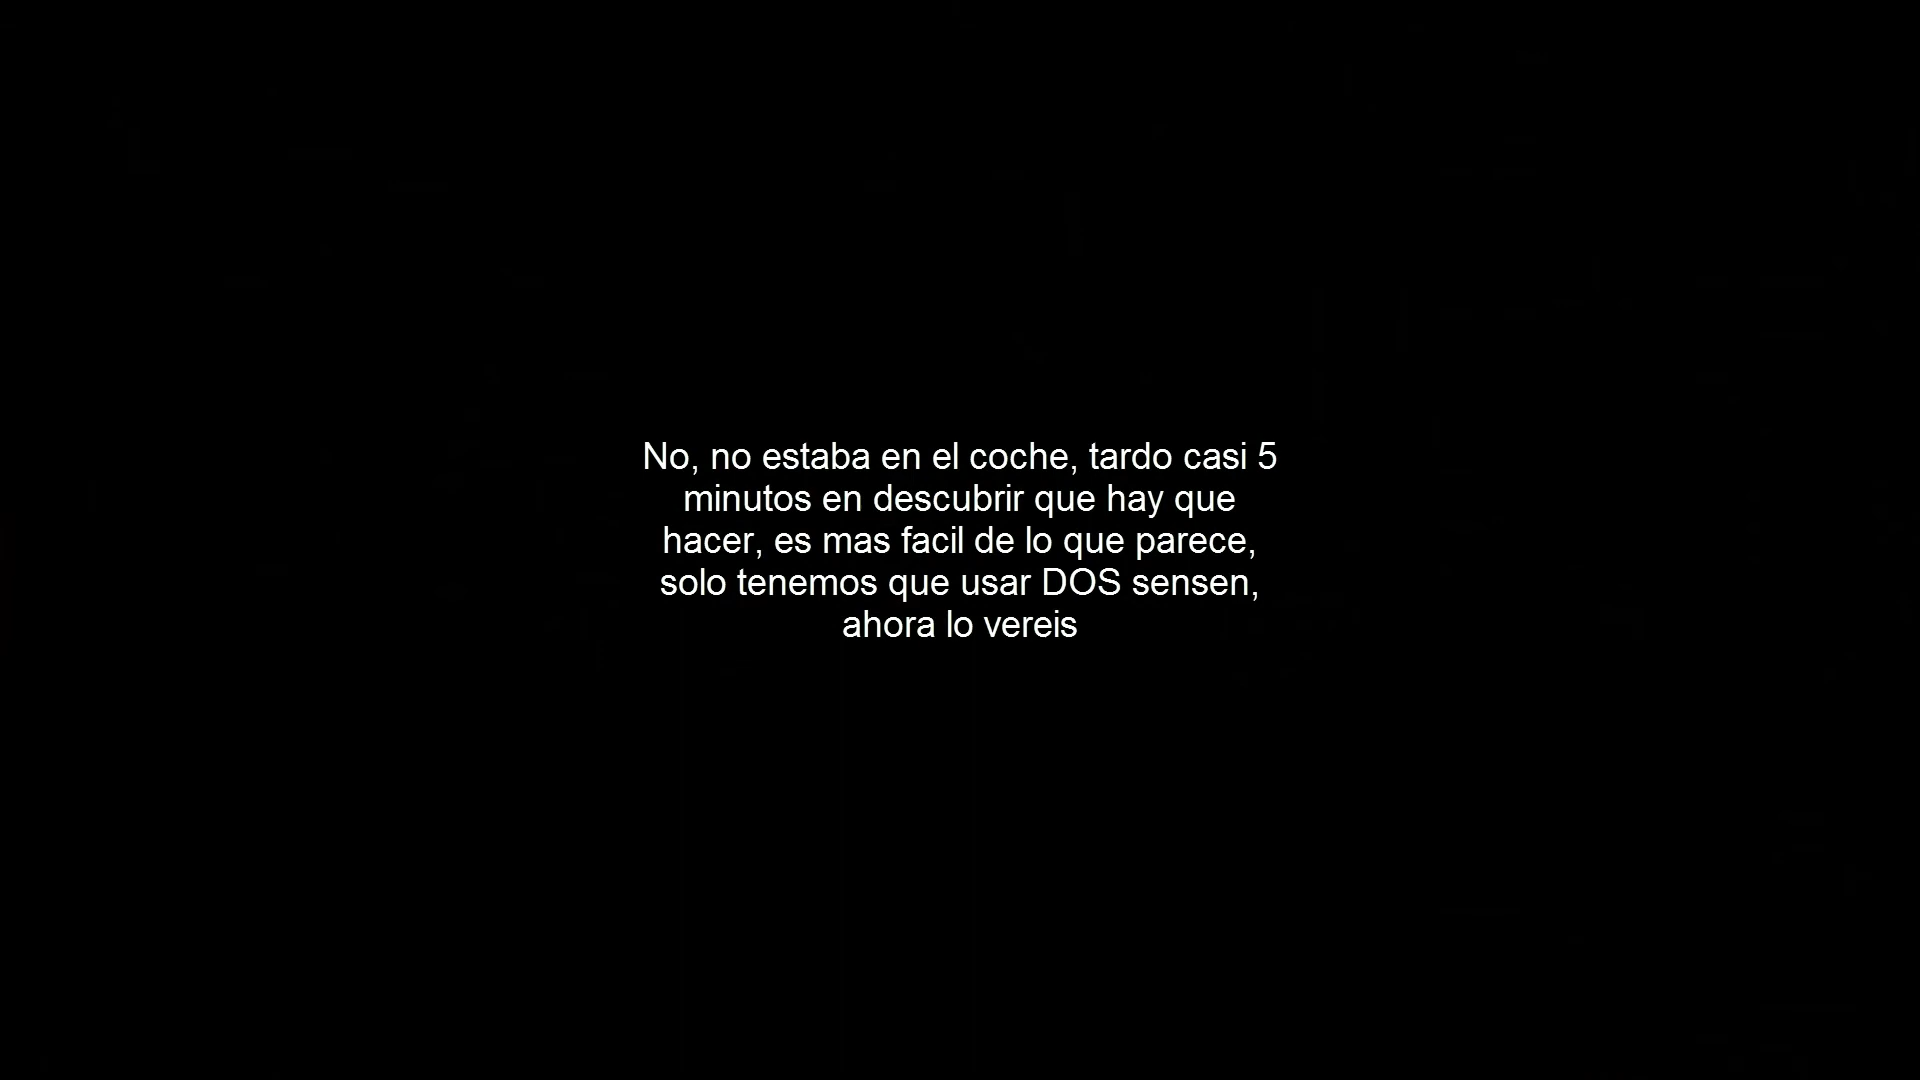 No, no estaba en el coche, tardo casi 5
minutos en descubrir que hay que
hacer, es mas facil de lo que parece,
solo tenemos que usar DOS sensen,
ahora lo vereis